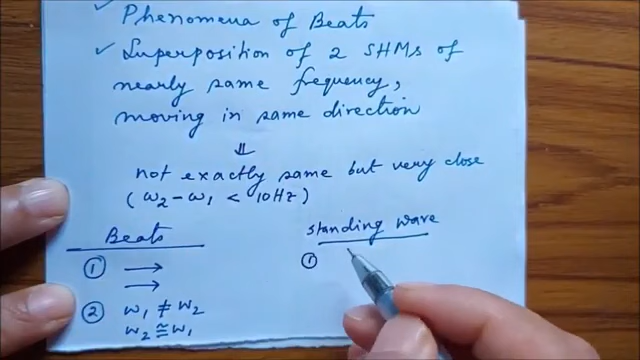 ✓ Phenomena of Beats
✓ Superposition of 2 SHMs of
nearly same frequency,
moving in same direction
⇓
not exactly same but very close
(ω₂ - ω₁ < 10Hz)
Beats
① →
→
② ω₁ ≠ ω₂
ω₂ ≅ ω₁
standing wave
①